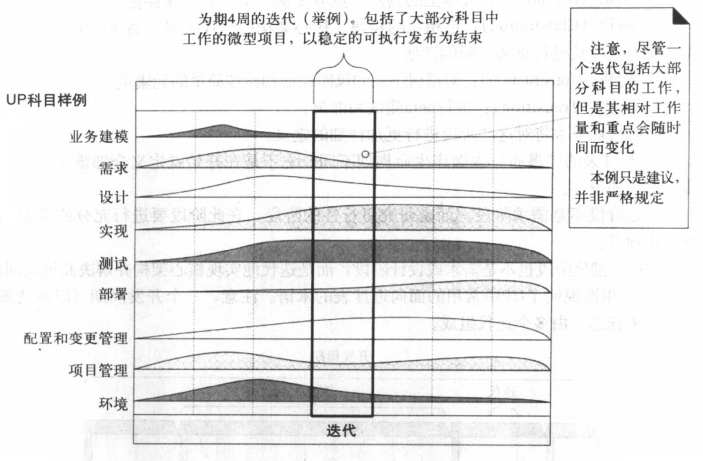 为期4周的迭代（举例）。包括了大部分科目中
工作的微型项目，以稳定的可执行发布为结束
注意，尽管一
个迭代包括大部
分科目的工作，
但是其相对工作
量和重点会随时
间而变化
本例只是建议，
并非严格规定
UP科目样例
业务建模
需求
设计
实现
测试
部署
配置和变更管理
项目管理
环境
迭代